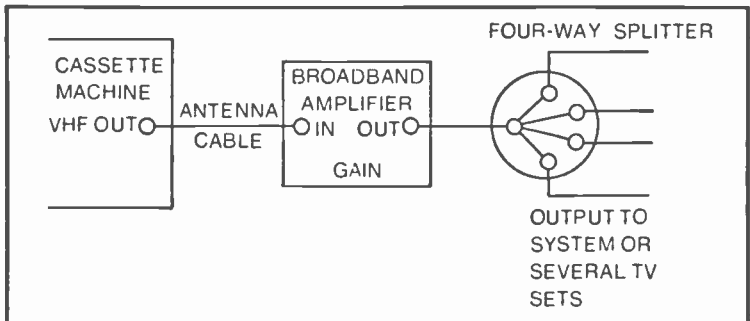 FOUR-WAY SPLITTER
CASSETTE
MACHINE
VHF OUT
ANTENNA
CABLE
BROADBAND
AMPLIFIER
IN OUT
GAIN
OUTPUT TO
SYSTEM OR
SEVERAL TV
SETS